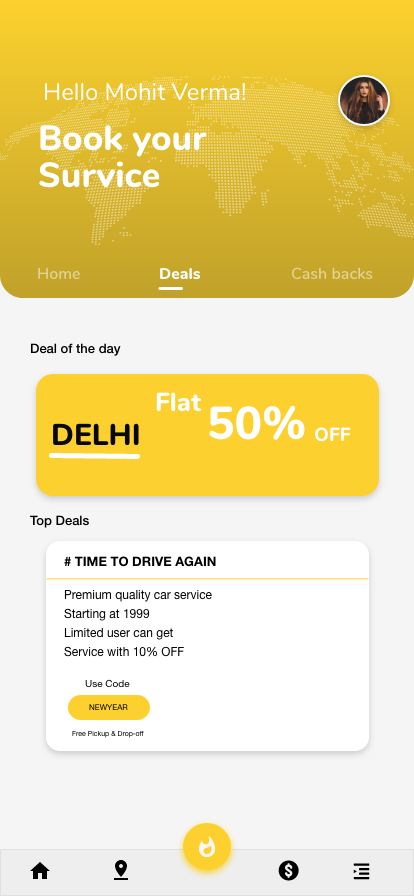 Hello Mohit Verma!
Book your
Survice
Home Deals Cash backs
Deal of the day
DELHI Flat 50% OFF
Top Deals
# TIME TO DRIVE AGAIN
Premium quality car service
Starting at 1999
Limited user can get
Service with 10% OFF
Use Code
NEWYEAR
Free Pickup & Drop-off